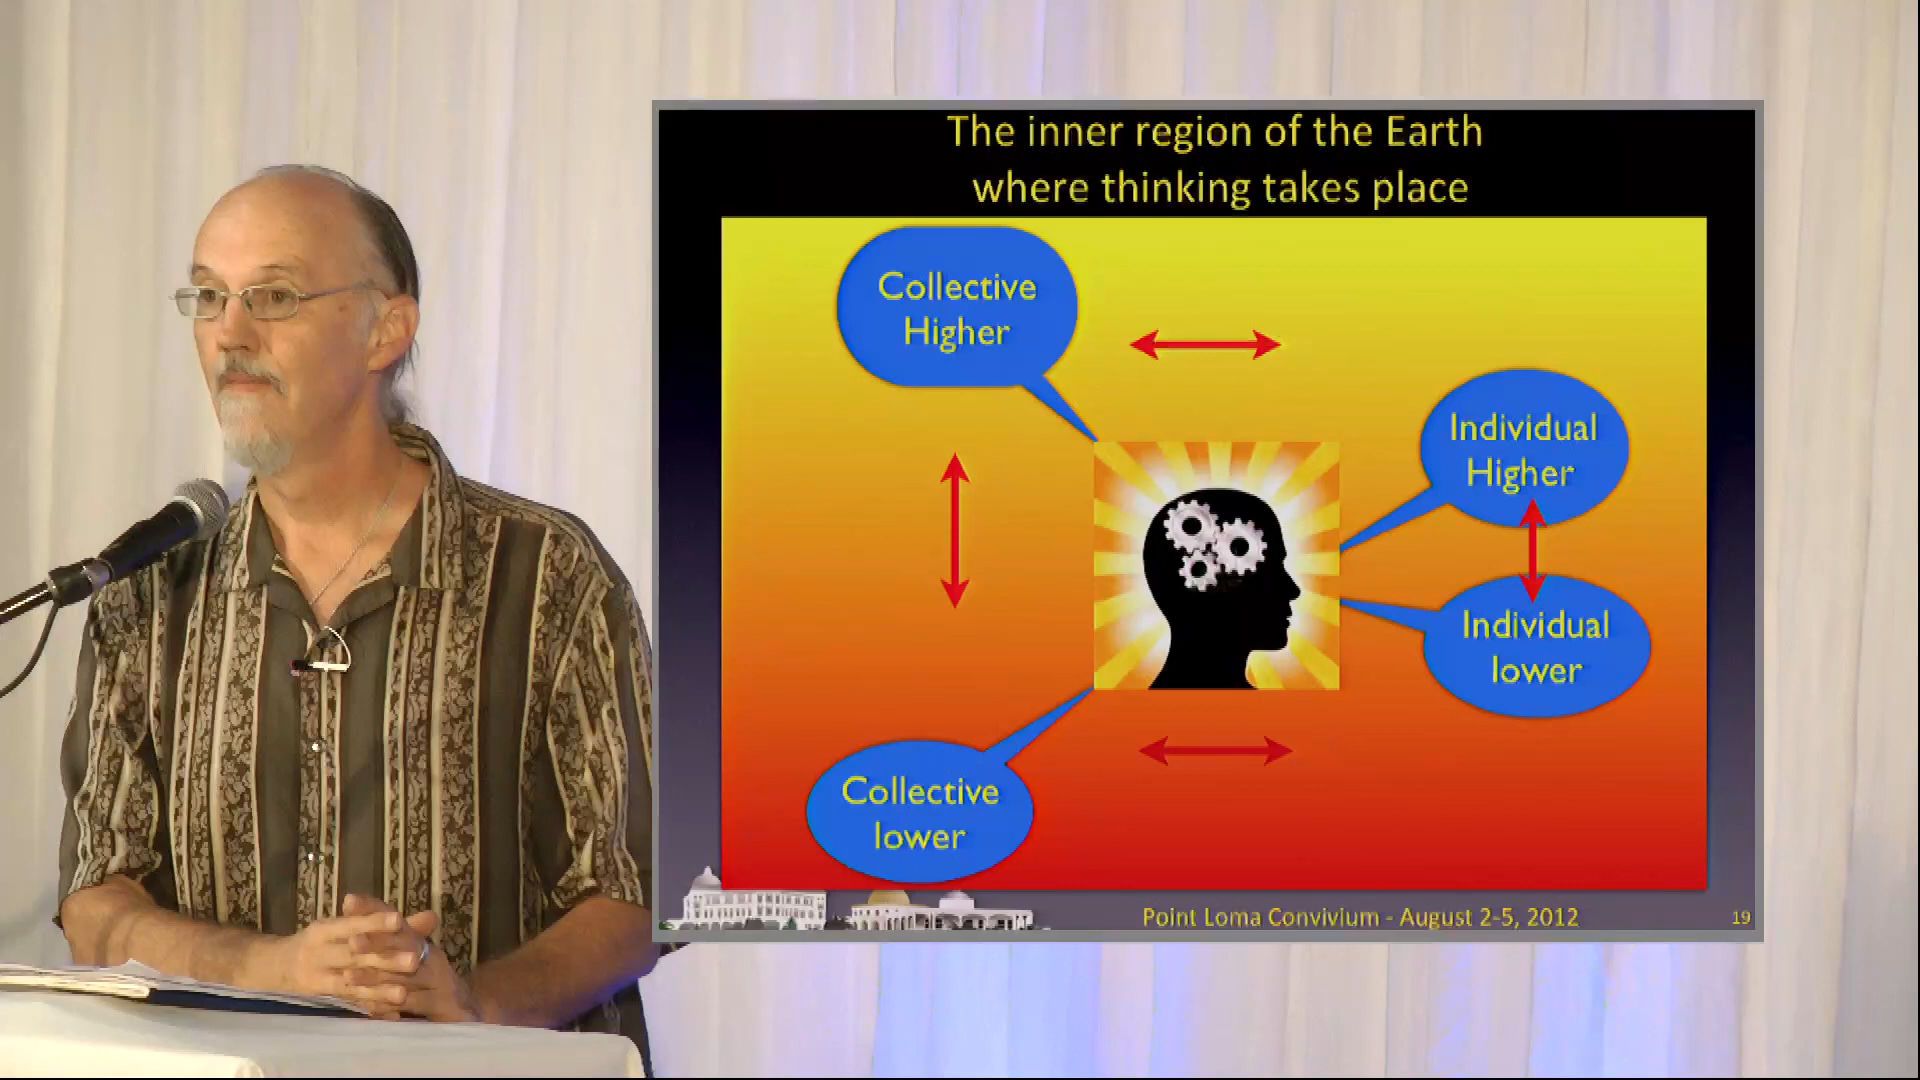 The inner region of the Earth
where thinking takes place
Collective
Higher
Individual
Higher
Individual
lower
Collective
lower
Point Loma Convivium - August 2-5, 2012
19